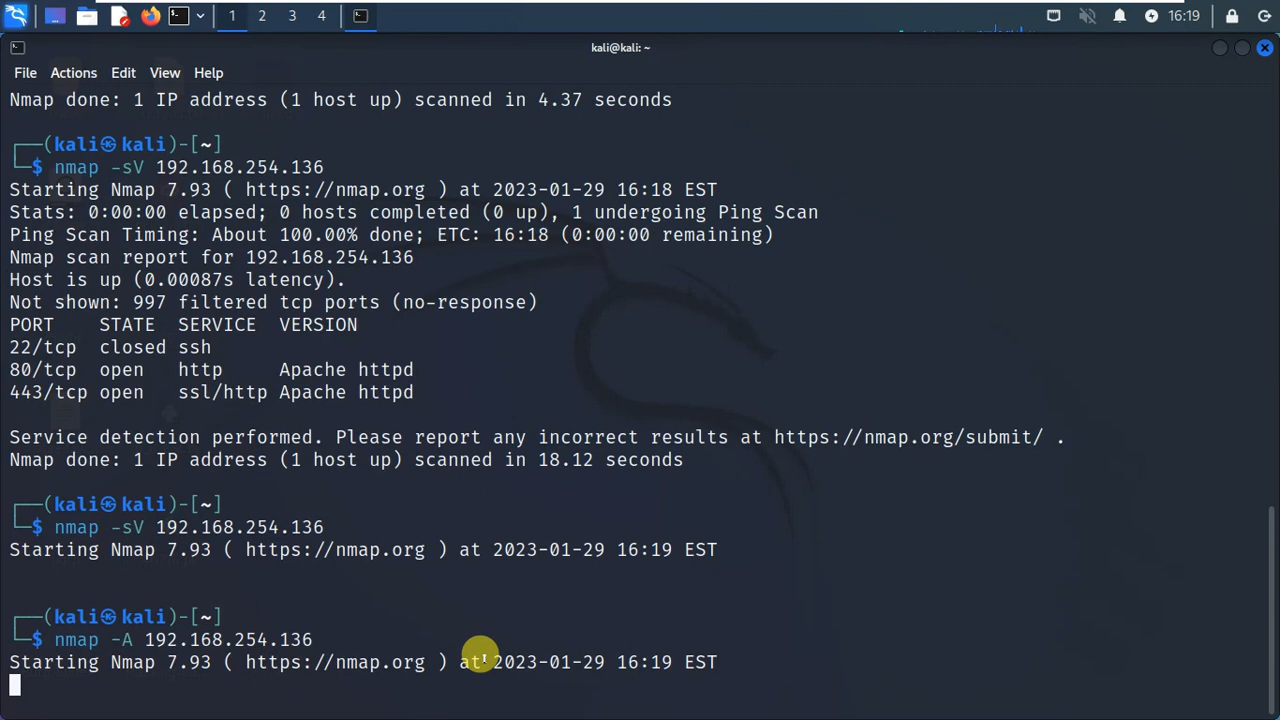 1 2 3 4 16:19
kali@kali: ~
File Actions Edit View Help
Nmap done: 1 IP address (1 host up) scanned in 4.37 seconds
┌──(kali㉿kali)-[~]
└─$ nmap -sV 192.168.254.136
Starting Nmap 7.93 ( https://nmap.org ) at 2023-01-29 16:18 EST
Stats: 0:00:00 elapsed; 0 hosts completed (0 up), 1 undergoing Ping Scan
Ping Scan Timing: About 100.00% done; ETC: 16:18 (0:00:00 remaining)
Nmap scan report for 192.168.254.136
Host is up (0.00087s latency).
Not shown: 997 filtered tcp ports (no-response)
PORT    STATE  SERVICE  VERSION
22/tcp  closed ssh
80/tcp  open   http     Apache httpd
443/tcp open   ssl/http Apache httpd
Service detection performed. Please report any incorrect results at https://nmap.org/submit/ .
Nmap done: 1 IP address (1 host up) scanned in 18.12 seconds
┌──(kali㉿kali)-[~]
└─$ nmap -sV 192.168.254.136
Starting Nmap 7.93 ( https://nmap.org ) at 2023-01-29 16:19 EST
┌──(kali㉿kali)-[~]
└─$ nmap -A 192.168.254.136
Starting Nmap 7.93 ( https://nmap.org ) at 2023-01-29 16:19 EST